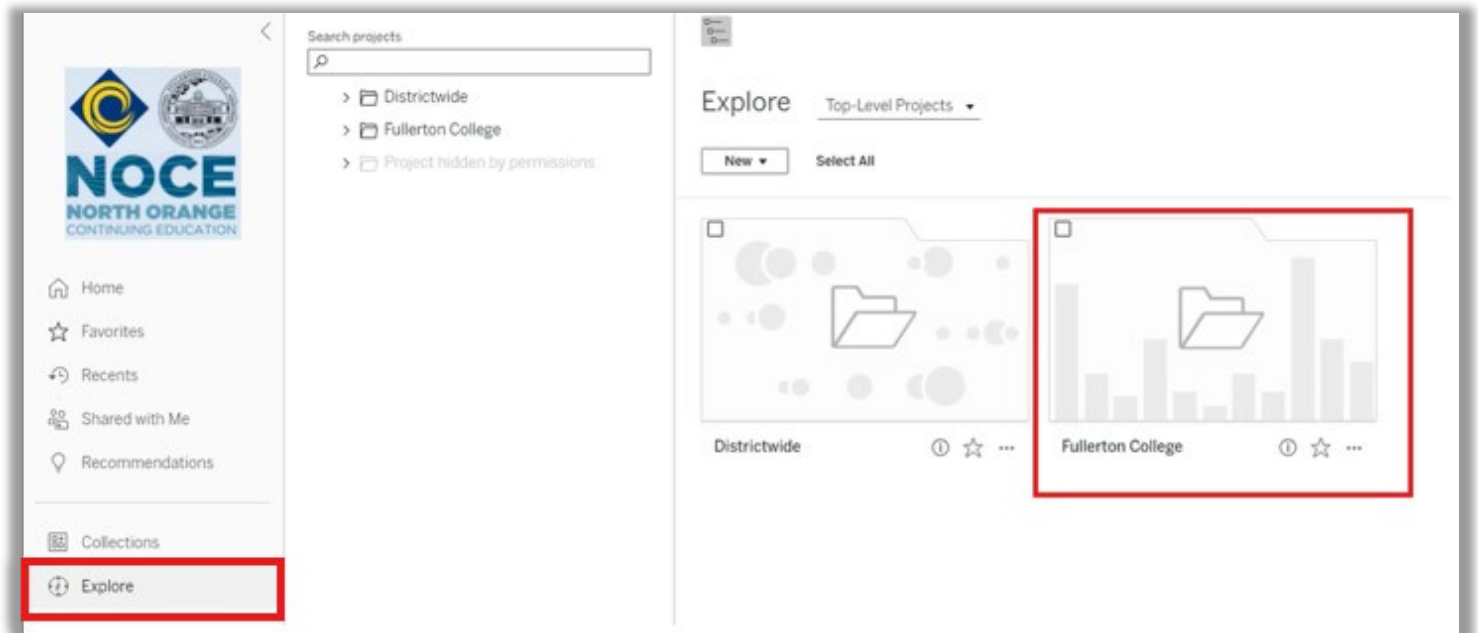 NOCE
NORTH ORANGE
CONTINUING EDUCATION
Home
Favorites
Recents
Shared with Me
Recommendations
Collections
Explore
Search projects
Districtwide
Fullerton College
Project hidden by permissions
Explore Top-Level Projects
New Select All
Districtwide
Fullerton College